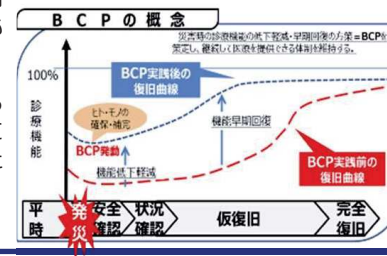 BCPの概念
災害時の診療機能の低下軽減・早期回復の方策=BCPを
策定し、継続して医療を提供できる体制を維持する。
100%
診療機能
BCP実践後の
復旧曲線
ヒト・モノの
確保・補完
BCP発動
機能低下軽減
機能早期回復
BCP実践前の
復旧曲線
平時
発災
安全確認
状況確認
仮復旧
完全復旧